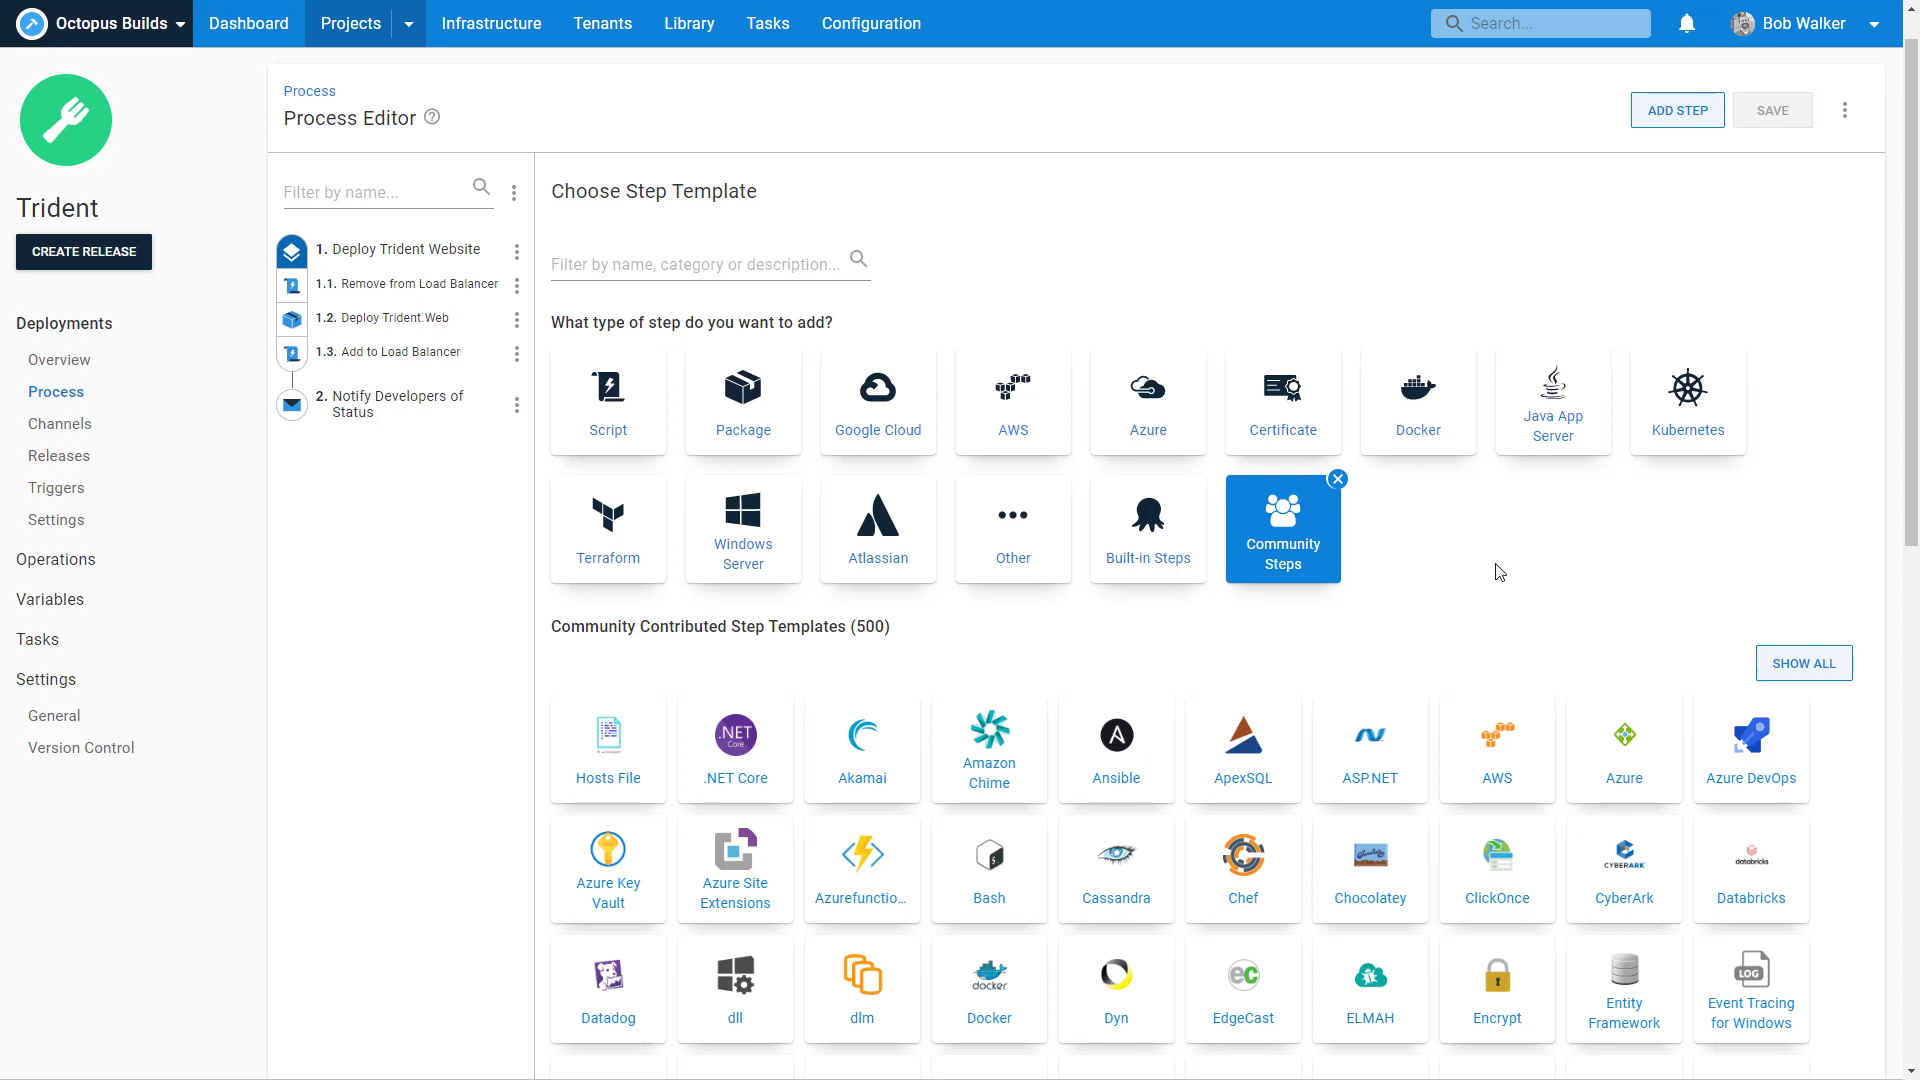 Octopus Builds
Dashboard
Projects
Infrastructure
Tenants
Library
Tasks
Configuration
Search...
Bob Walker
Trident
CREATE RELEASE
Deployments
Overview
Process
Channels
Releases
Triggers
Settings
Operations
Variables
Tasks
Settings
General
Version Control
Process
Process Editor
ADD STEP
SAVE
Filter by name...
1. Deploy Trident Website
1.1. Remove from Load Balancer
1.2. Deploy Trident.Web
1.3. Add to Load Balancer
2. Notify Developers of
Status
Choose Step Template
Filter by name, category or description...
What type of step do you want to add?
Script
Package
Google Cloud
AWS
Azure
Certificate
Docker
Java App
Server
Kubernetes
Terraform
Windows
Server
Atlassian
Other
Built-in Steps
Community
Steps
Community Contributed Step Templates (500)
SHOW ALL
Hosts File
.NET
Core
.NET Core
Akamai
Amazon
Chime
Ansible
ApexSQL
ASP.NET
AWS
Azure
Azure DevOps
Azure Key
Vault
Azure Site
Extensions
Azurefunctio...
Bash
Cassandra
Chef
Chocolatey
ClickOnce
CYBERARK
CyberArk
databricks
Databricks
Datadog
dll
dlm
docker
Docker
Dyn
ec
EdgeCast
ELMAH
Encrypt
Entity
Framework
LOG
Event Tracing
for Windows